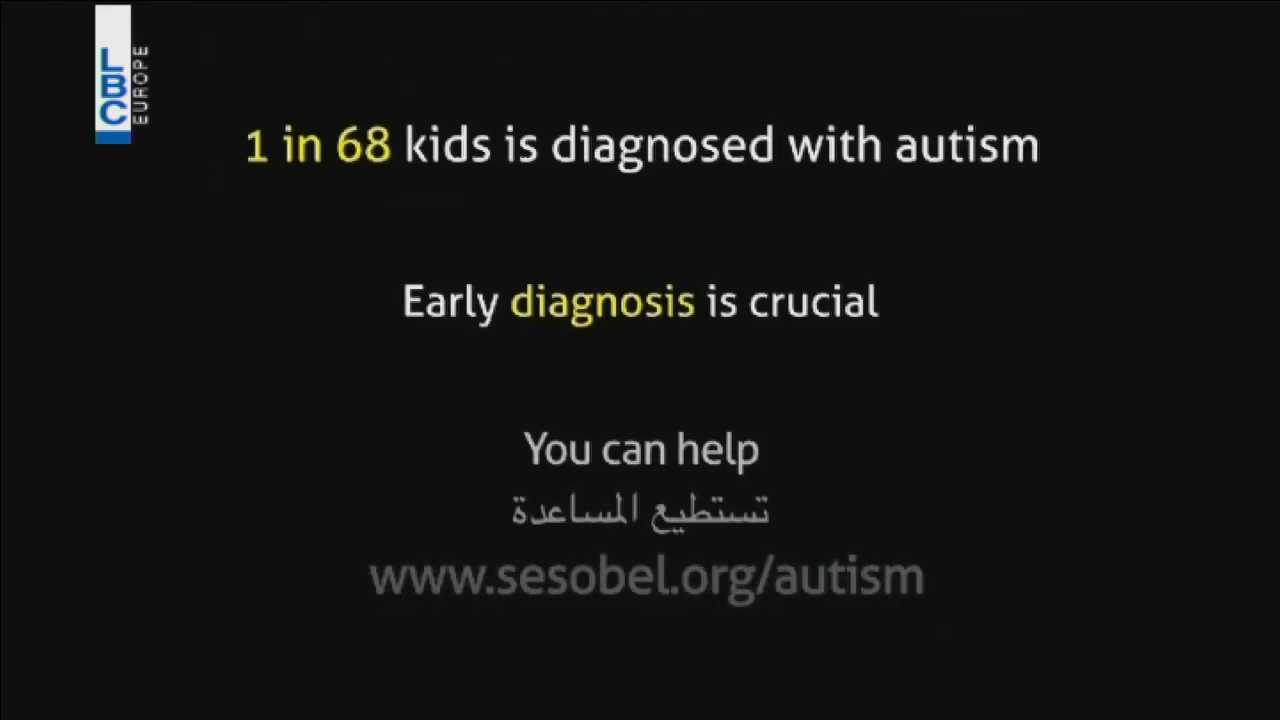 LBC
EUROPE
1 in 68 kids is diagnosed with autism
Early diagnosis is crucial
You can help
تستطيع المساعدة
www.sesobel.org/autism